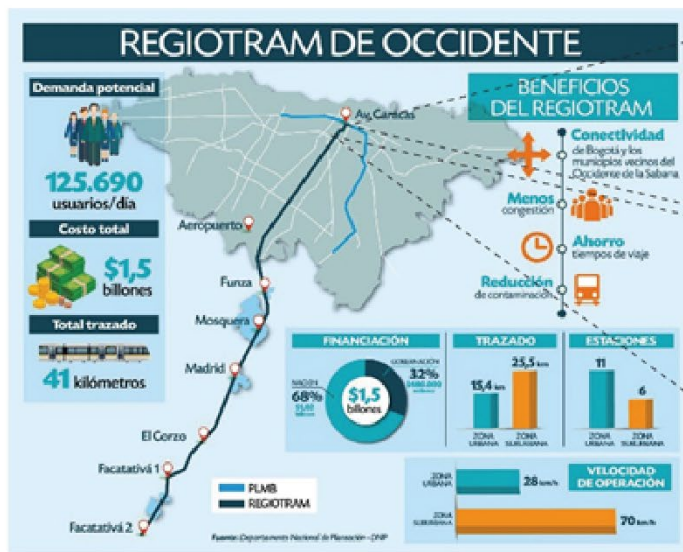 REGIOTRAM DE OCCIDENTE
Demanda potencial
125.690
usuarios/día
Costo total
$1,5
billones
Total trazado
41 kilómetros
Av. Caracas
Aeropuerto
Funza
Mosquera
Madrid
El Corzo
Facatativá 1
Facatativá 2
BENEFICIOS
DEL REGIOTRAM
Conectividad
de Bogotá y los
municipios vecinos del
Occidente de la Sabana
Menos
congestión
Ahorro
tiempos de viaje
Reducción
de contaminación
FINANCIACIÓN
GOBERNACIÓN
32%
NACIÓN
68%
$1,5
billones
TRAZADO
15,4 km
25,5 km
ZONA
URBANA
ZONA
SUBURBANA
ESTACIONES
11
6
ZONA
URBANA
ZONA
SUBURBANA
PLMB
REGIOTRAM
VELOCIDAD
DE OPERACIÓN
ZONA
URBANA
28 km/h
ZONA
SUBURBANA
70 km/h
Fuente: Departamento Nacional de Planeación - DNP